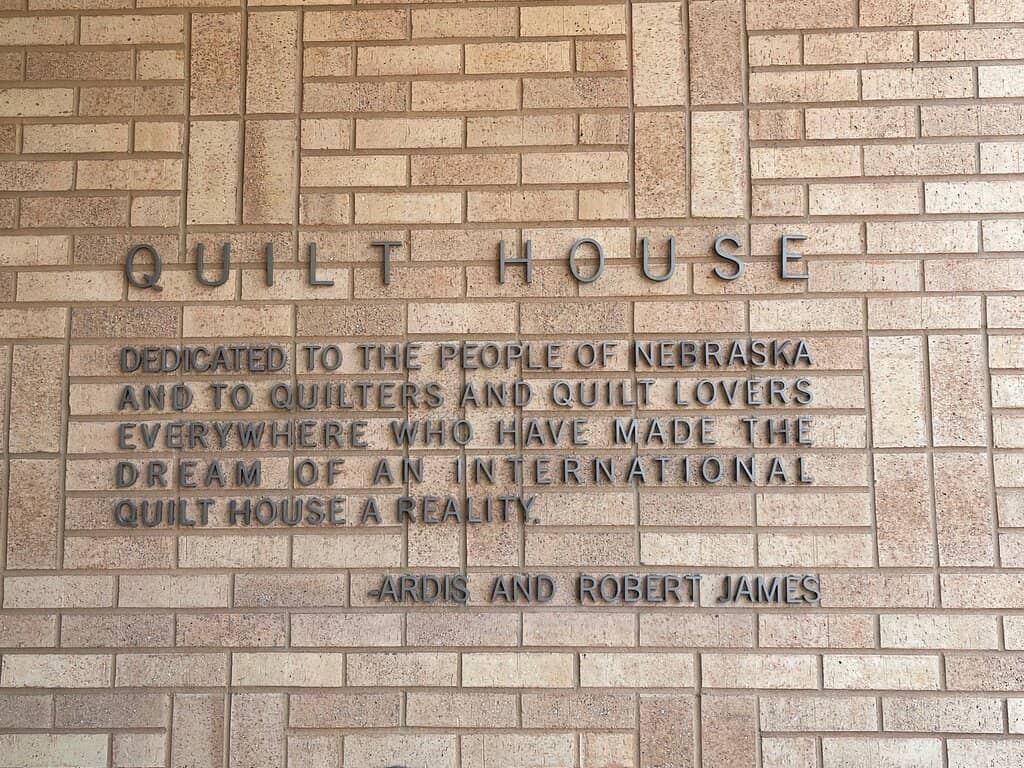 QUILT HOUSE
DEDICATED TO THE PEOPLE OF NEBRASKA
AND TO QUILTERS AND QUILT LOVERS
EVERYWHERE WHO HAVE MADE THE
DREAM OF AN INTERNATIONAL
QUILT HOUSE A REALITY.
-ARDIS AND ROBERT JAMES